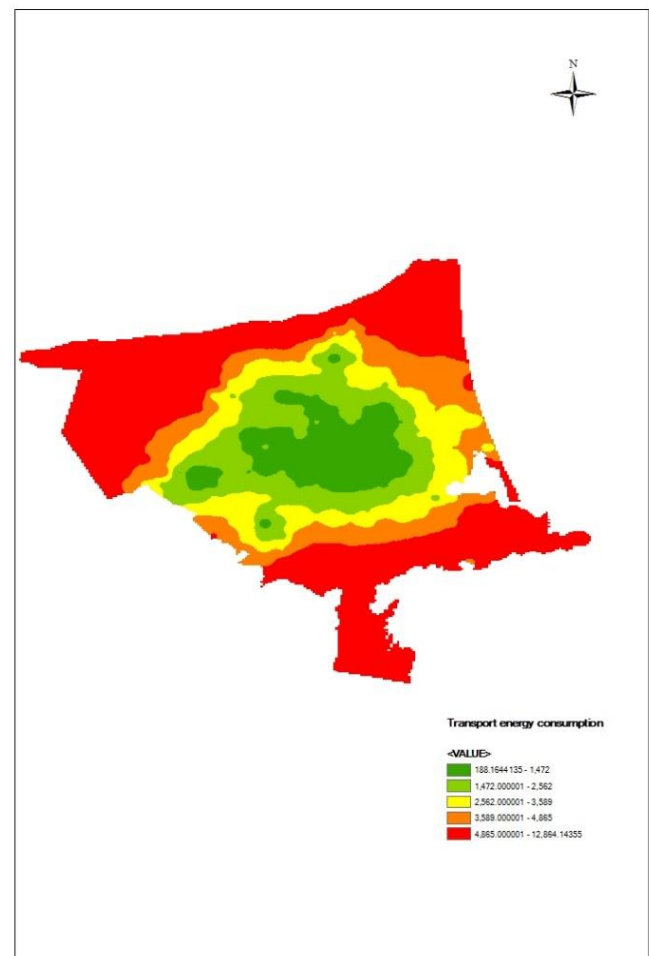 N
Transport energy consumption
<VALUE>
188.1644135 - 1,472
1,472.000001 - 2,562
2,562.000001 - 3,589
3,589.000001 - 4,865
4,865.000001 - 12,864.14355